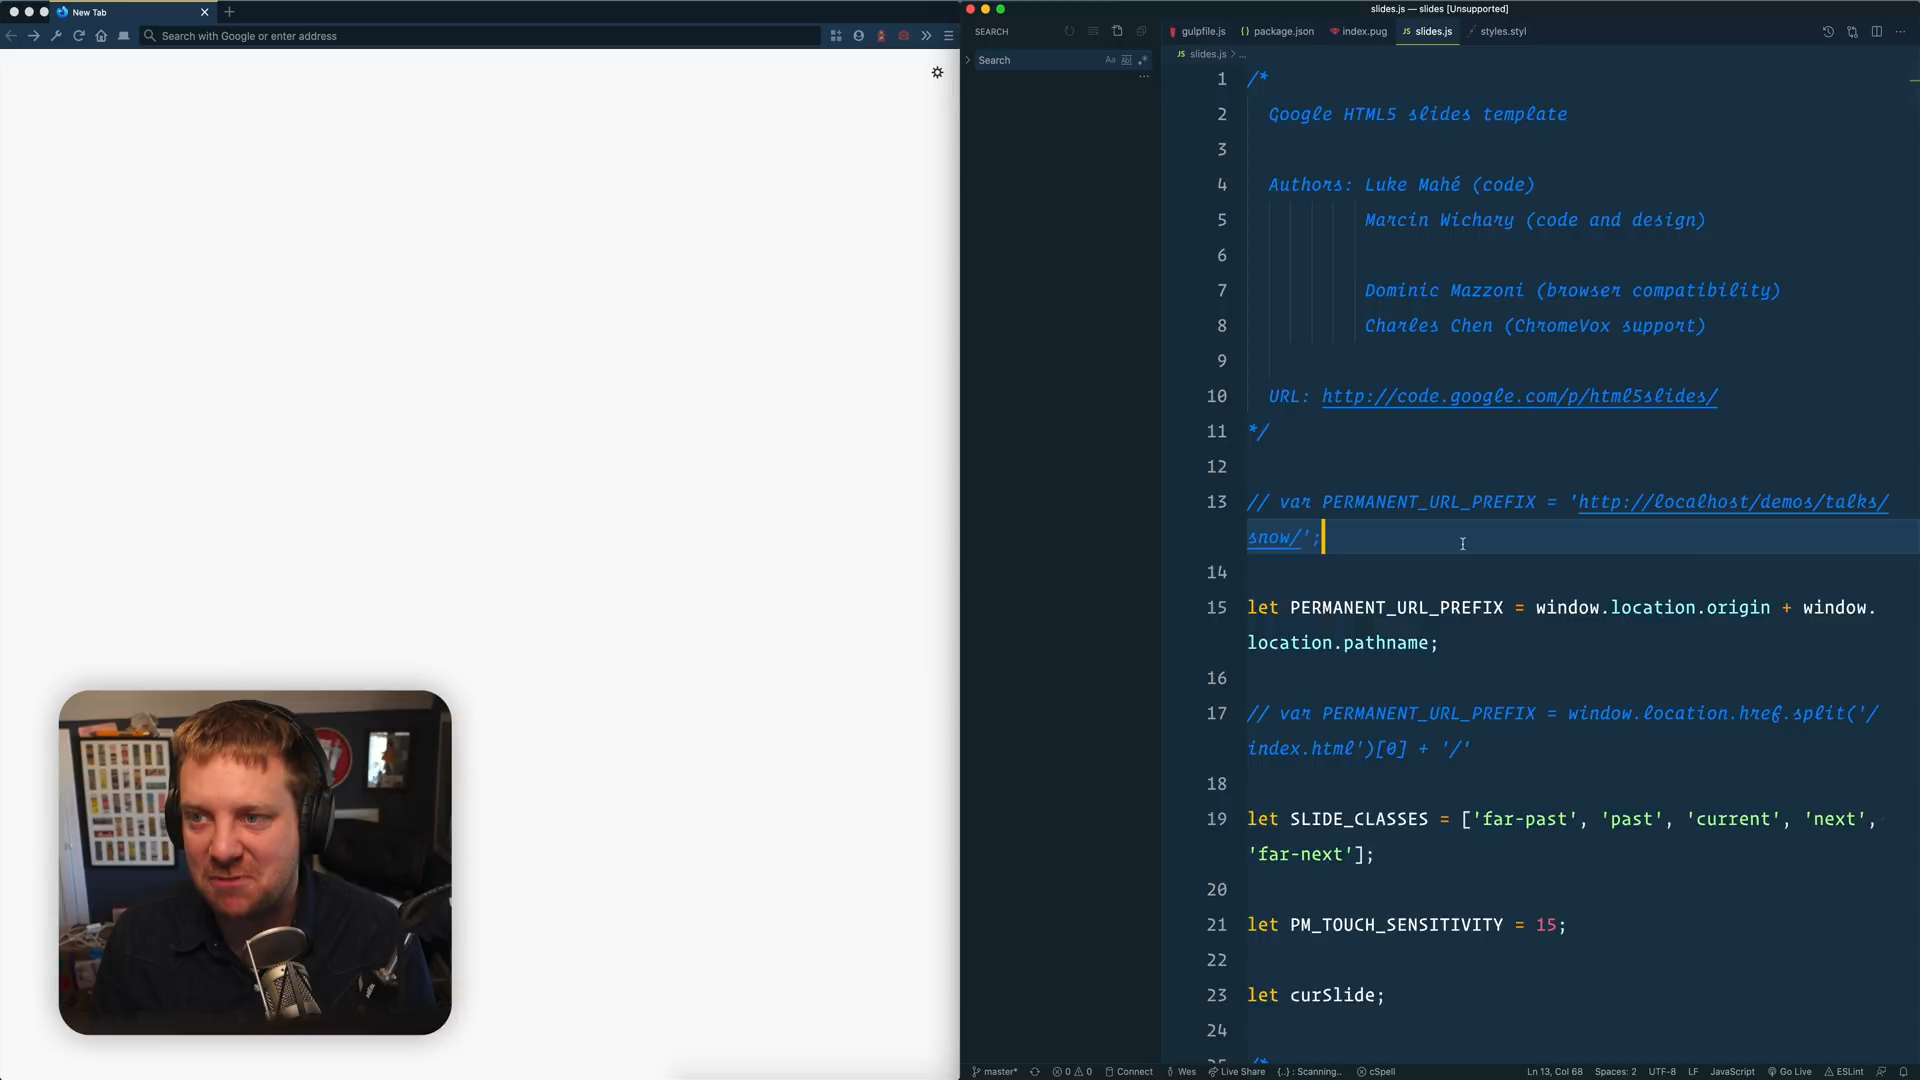 New Tab
Search with Google or enter address
slides.js — slides [Unsupported]
SEARCH
Search
Aa
Abl
gulpfile.js
package.json
index.pug
JS slides.js
styles.styl
JS slides.js > ...
1 /*
2 Google HTML5 slides template
3
4 Authors: Luke Mahé (code)
5 Marcin Wichary (code and design)
6
7 Dominic Mazzoni (browser compatibility)
8 Charles Chen (ChromeVox support)
9
10 URL: http://code.google.com/p/html5slides/
11 */
12
13 // var PERMANENT_URL_PREFIX = 'http://localhost/demos/talks/
snow/';
14
15 let PERMANENT_URL_PREFIX = window.location.origin + window.
location.pathname;
16
17 // var PERMANENT_URL_PREFIX = window.location.href.split('/
index.html')[0] + '/'
18
19 let SLIDE_CLASSES = ['far-past', 'past', 'current', 'next',
'far-next'];
20
21 let PM_TOUCH_SENSITIVITY = 15;
22
23 let curSlide;
24
master*
0
0
Connect
Wes
Live Share
{..} : Scanning..
cSpell
Ln 13, Col 68
Spaces: 2
UTF-8
LF
JavaScript
Go Live
ESLint